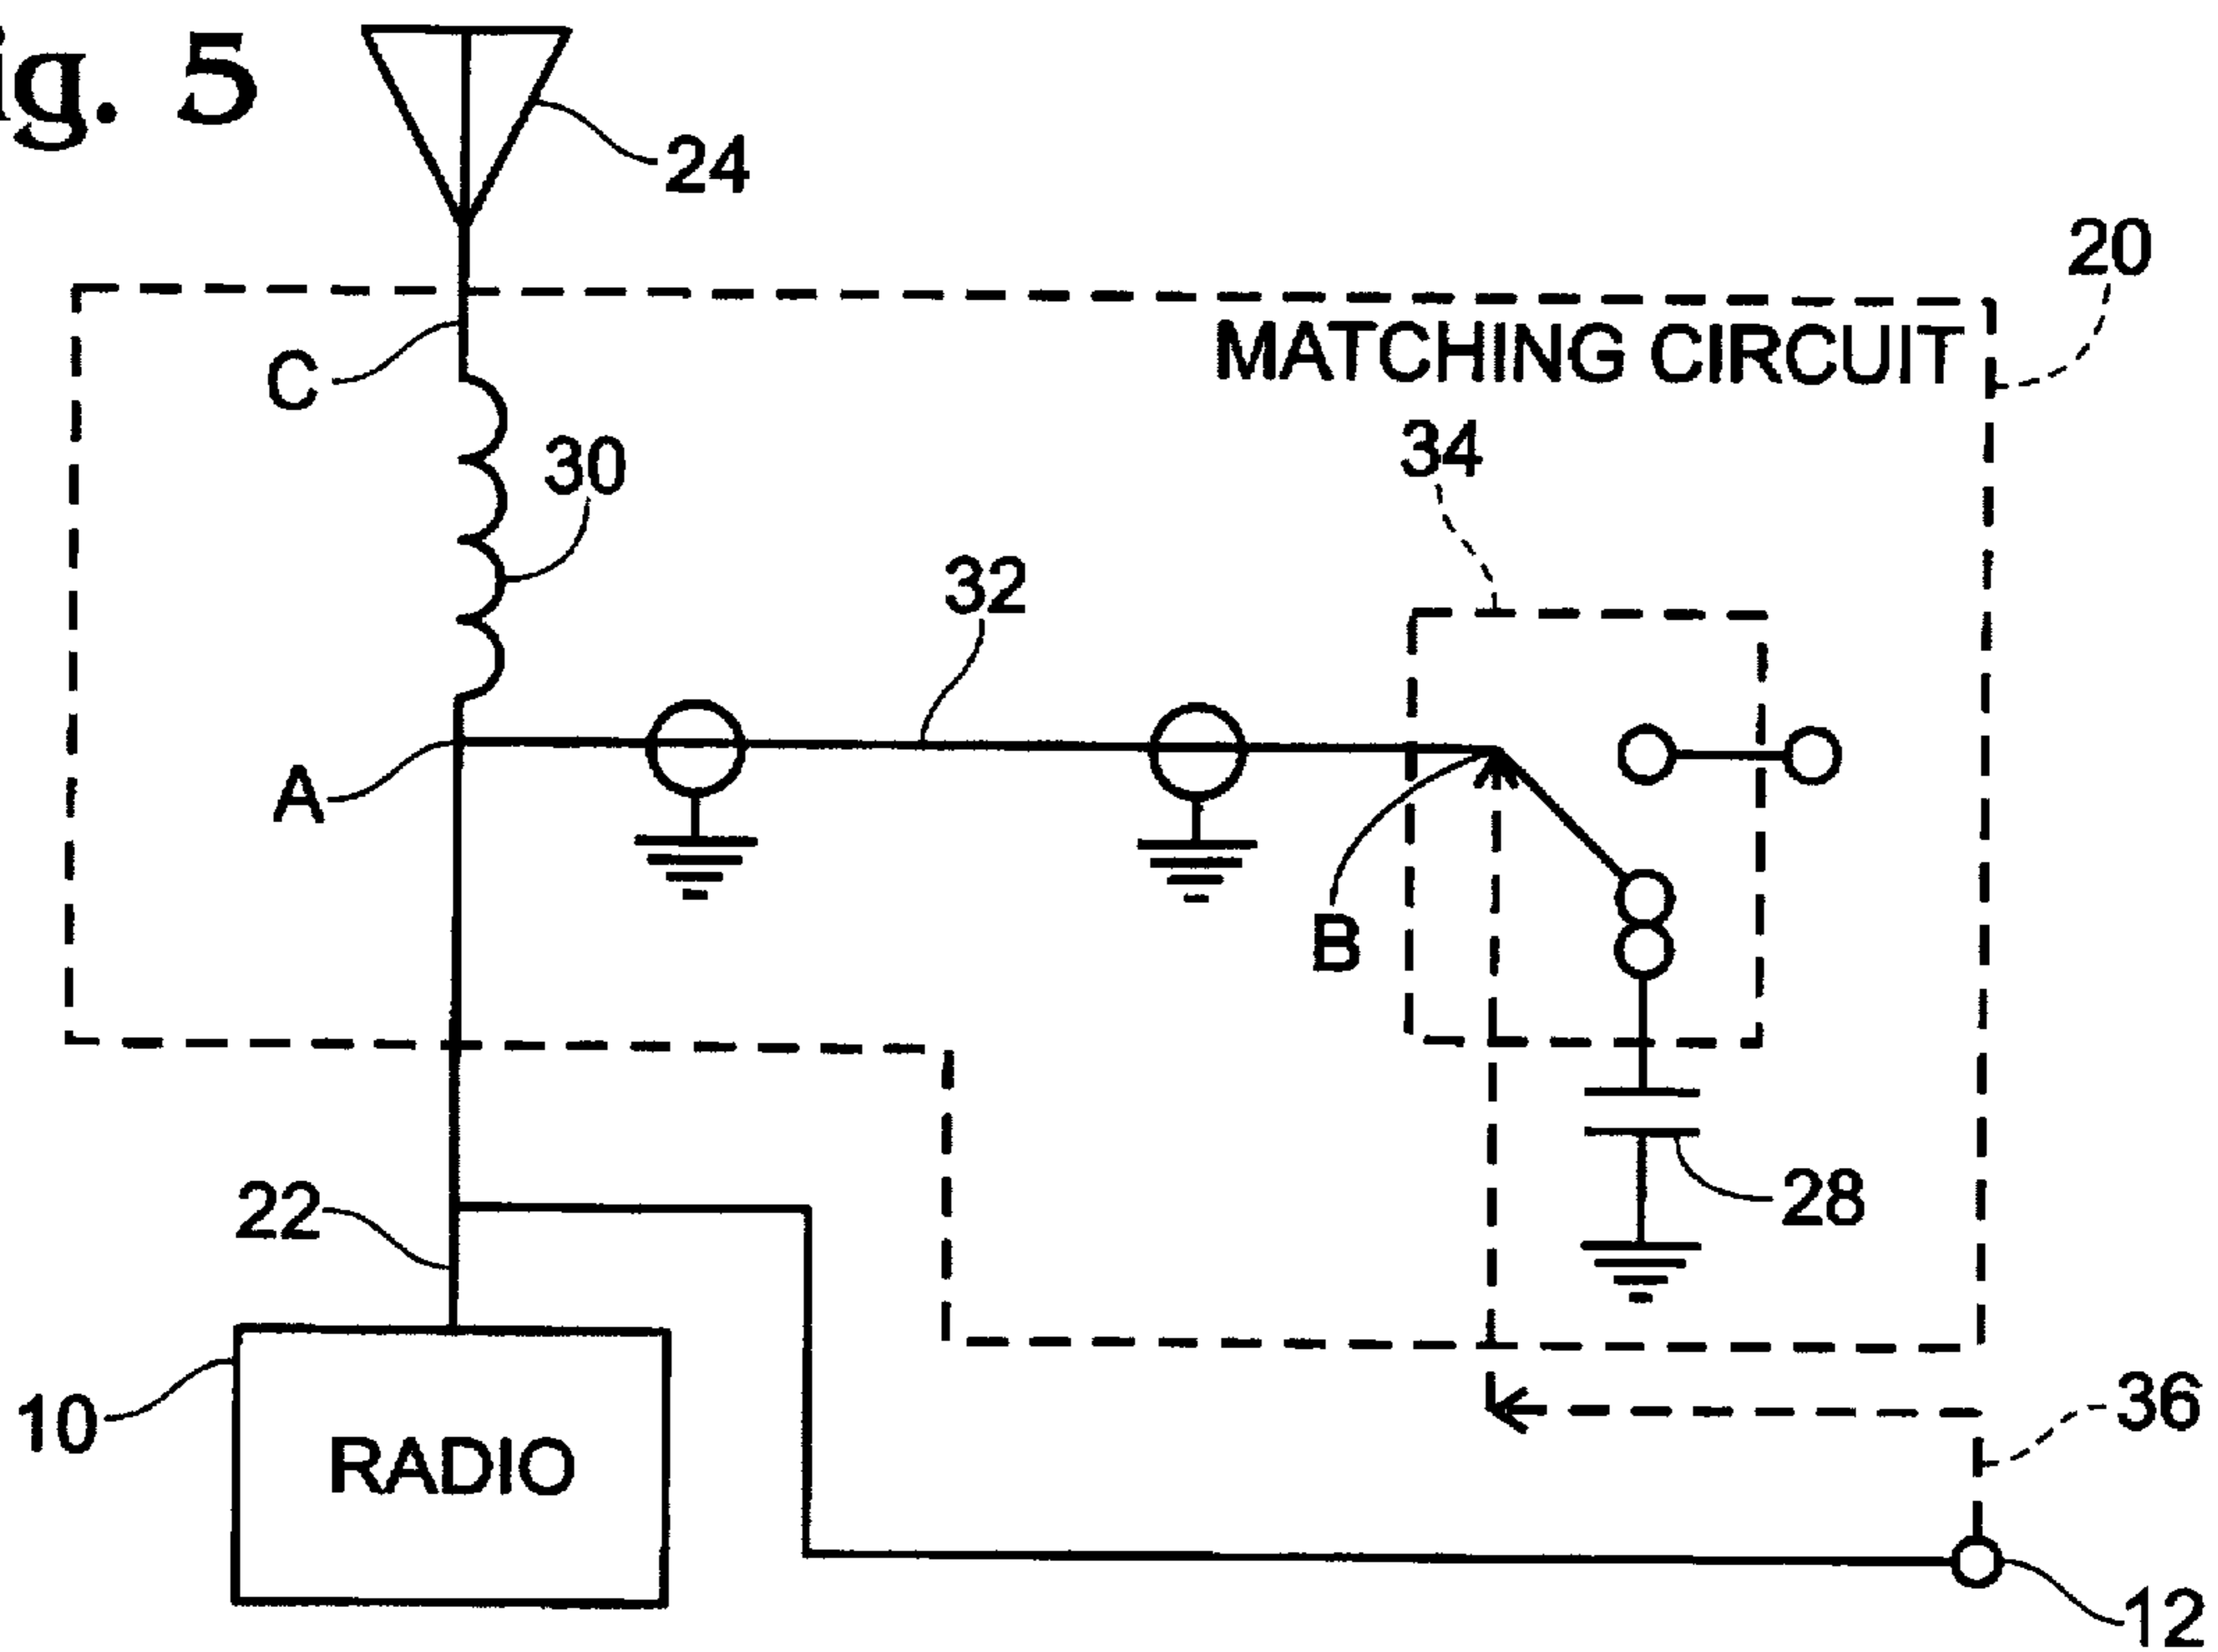 ig. 5
24
20
MATCHING CIRCUIT
C
34
30
32
A
B
22
28
10
RADIO
36
12